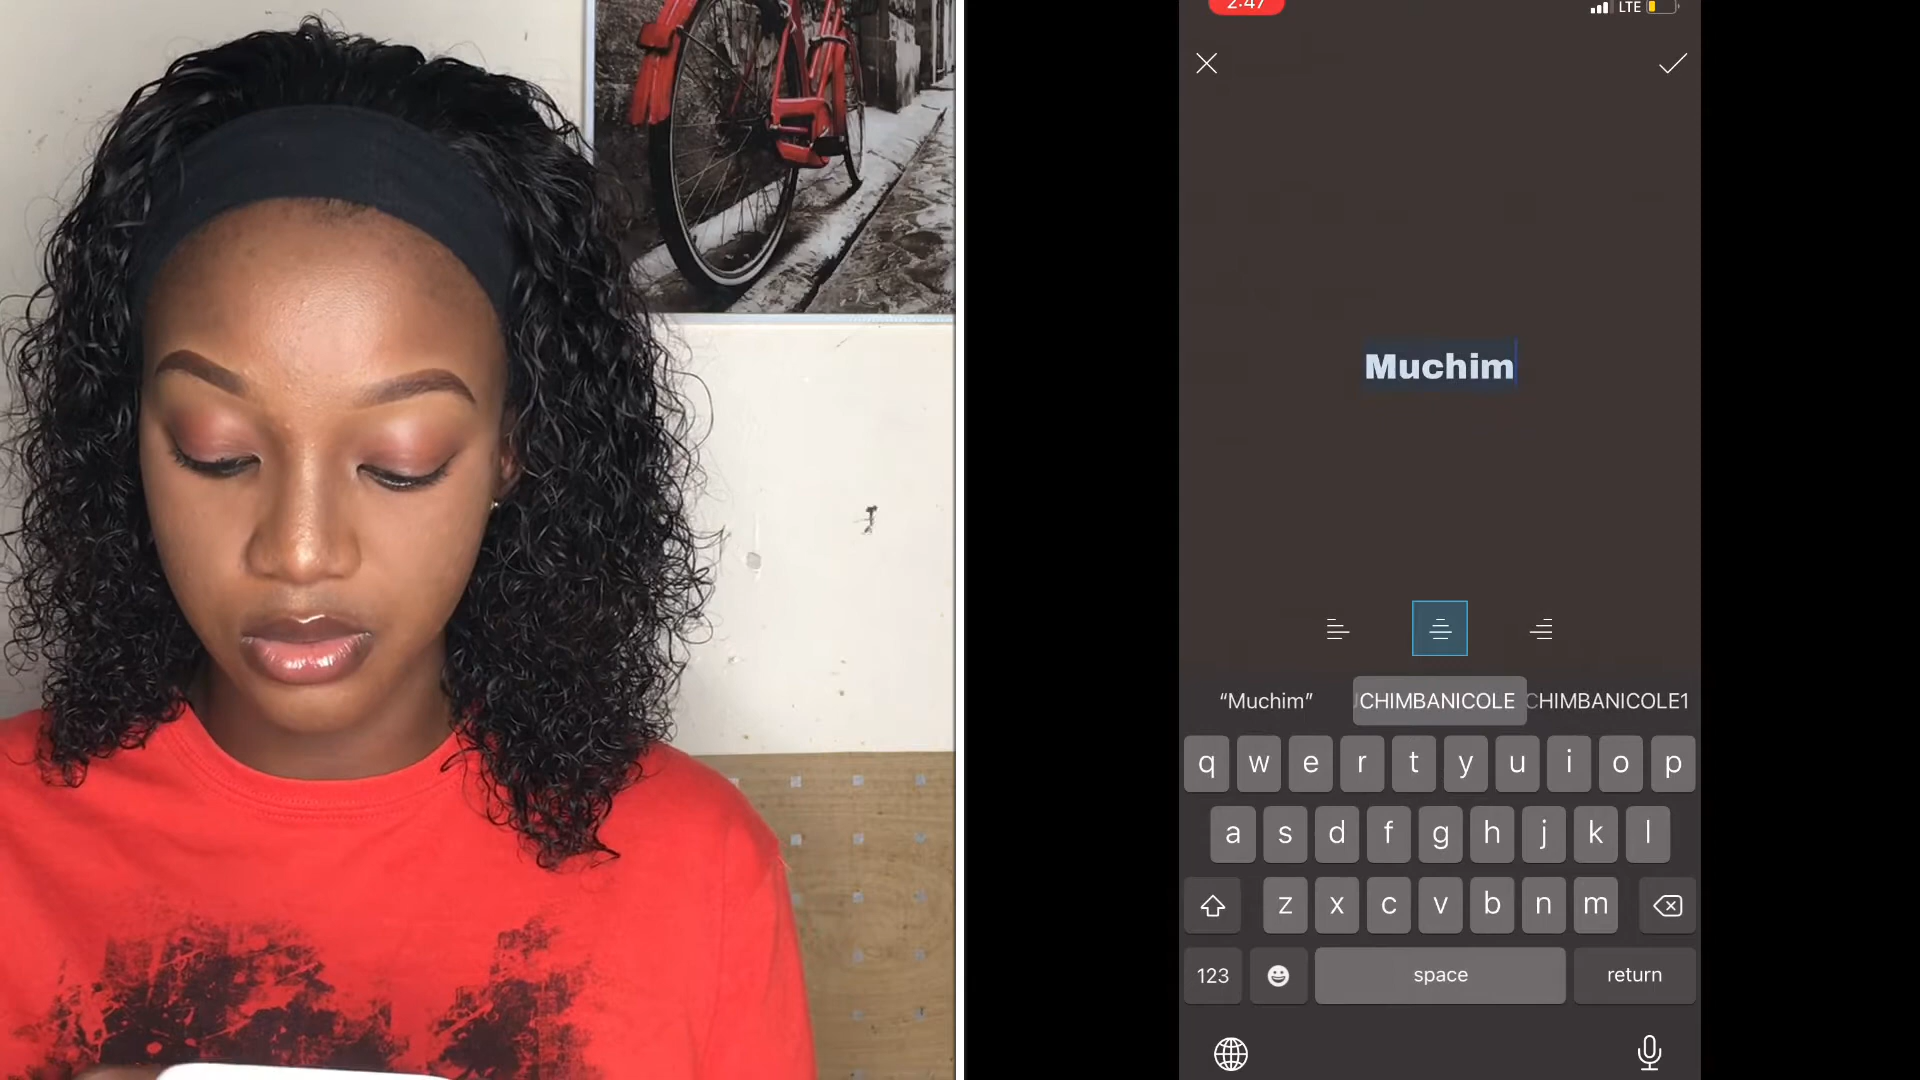 2:47
LTE
Muchim
“Muchim”
CHIMBANICOLE
CHIMBANICOLE1
q w e r t y u i o p
a s d f g h j k l
z x c v b n m
123
space
return